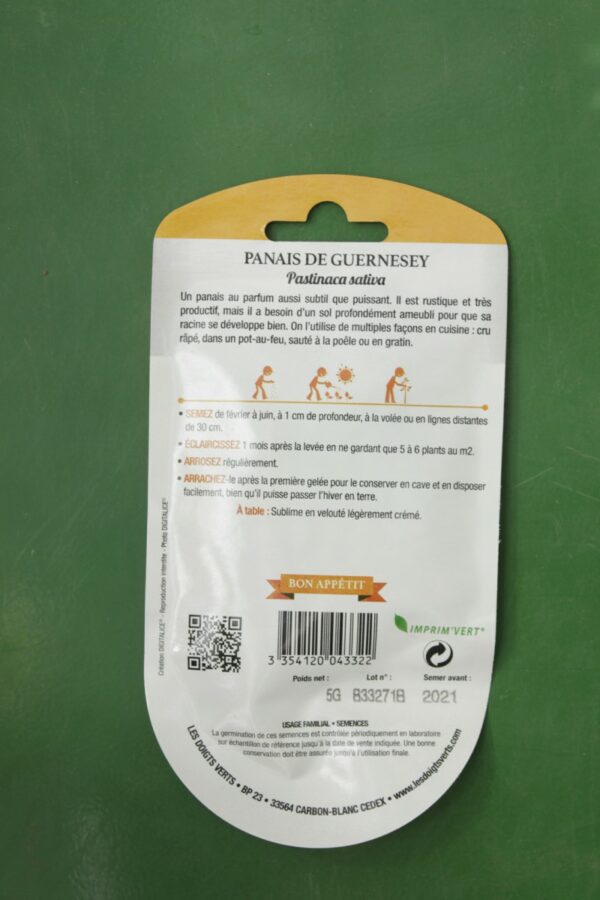 PANAIS DE GUERNESEY
Pastinaca sativa
Un panais au parfum aussi subtil que puissant. Il est rustique et très
productif, mais il a besoin d'un sol profondément ameubli pour que sa
racine se développe bien. On l'utilise de multiples façons en cuisine : cru
râpé, dans un pot-au-feu, sauté à la poêle ou en gratin.
• SEMEZ de février à juin, à 1 cm de profondeur, à la volée ou en lignes distantes
de 30 cm.
• ÉCLAIRCISSEZ 1 mois après la levée en ne gardant que 5 à 6 plants au m2.
• ARROSEZ régulièrement.
• ARRACHEZ-le après la première gelée pour le conserver en cave et en disposer
facilement, bien qu'il puisse passer l'hiver en terre.
À table : Sublime en velouté légèrement crémé.
Création DIGITALICE® - Reproduction interdite - Photo DIGITALICE®
BON APPÉTIT
IMPRIM'VERT®
3 354120 043322
Poids net : Lot n° : Semer avant :
5G 833271B 2021
USAGE FAMILIAL • SEMENCES
La germination de ces semences est contrôlée périodiquement en laboratoire
sur échantillon de référence jusqu'à la date de vente indiquée. Une bonne
conservation doit être assurée jusqu'à l'utilisation finale.
LES DOIGTS VERTS • BP 23 • 33564 CARBON-BLANC CEDEX • www.lesdoigtsverts.com